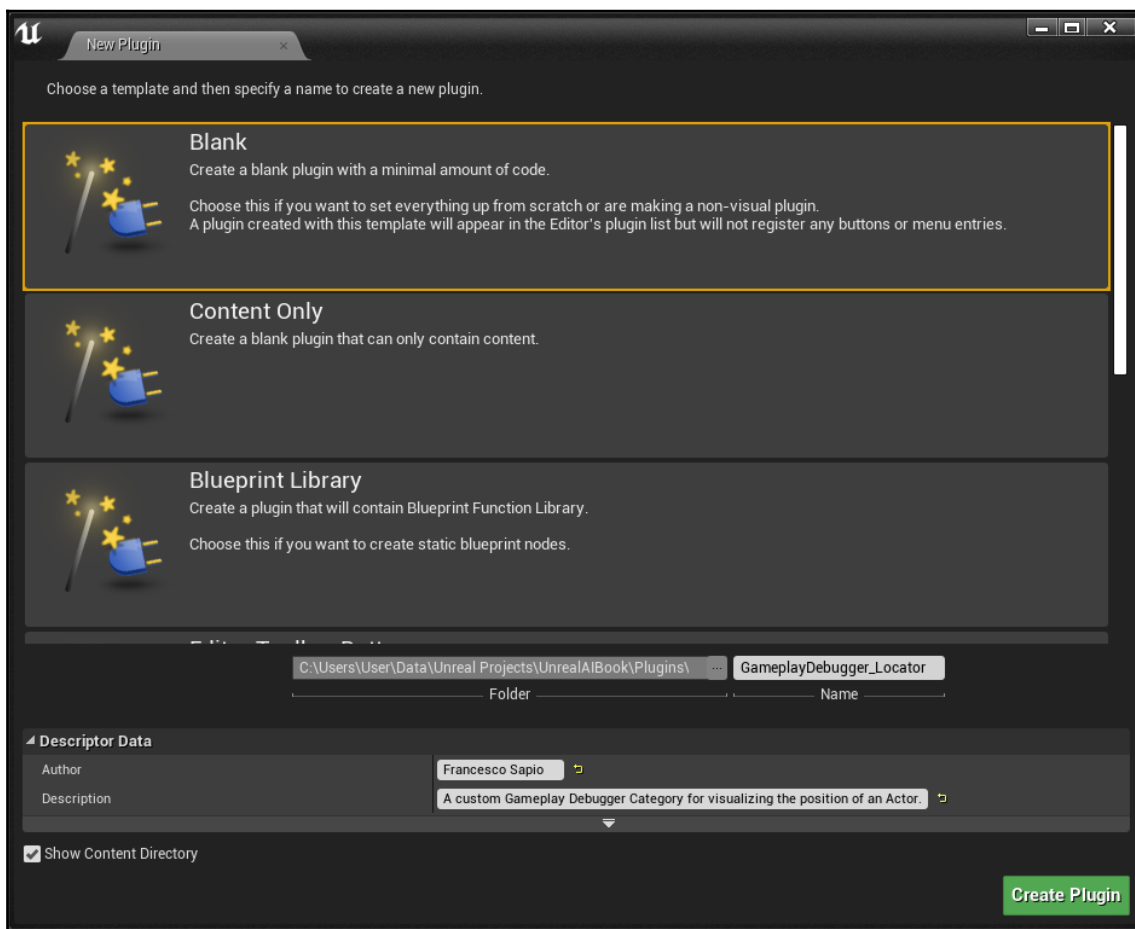 New Plugin
Choose a template and then specify a name to create a new plugin.
Blank
Create a blank plugin with a minimal amount of code.
Choose this if you want to set everything up from scratch or are making a non-visual plugin.
A plugin created with this template will appear in the Editor's plugin list but will not register any buttons or menu entries.
Content Only
Create a blank plugin that can only contain content.
Blueprint Library
Create a plugin that will contain Blueprint Function Library.
Choose this if you want to create static blueprint nodes.
C:\Users\User\Data\Unreal Projects\UnrealAIBook\Plugins\ ... GameplayDebugger_Locator
Folder Name
Descriptor Data
Author Francesco Sapio
Description A custom Gameplay Debugger Category for visualizing the position of an Actor.
Show Content Directory
Create Plugin